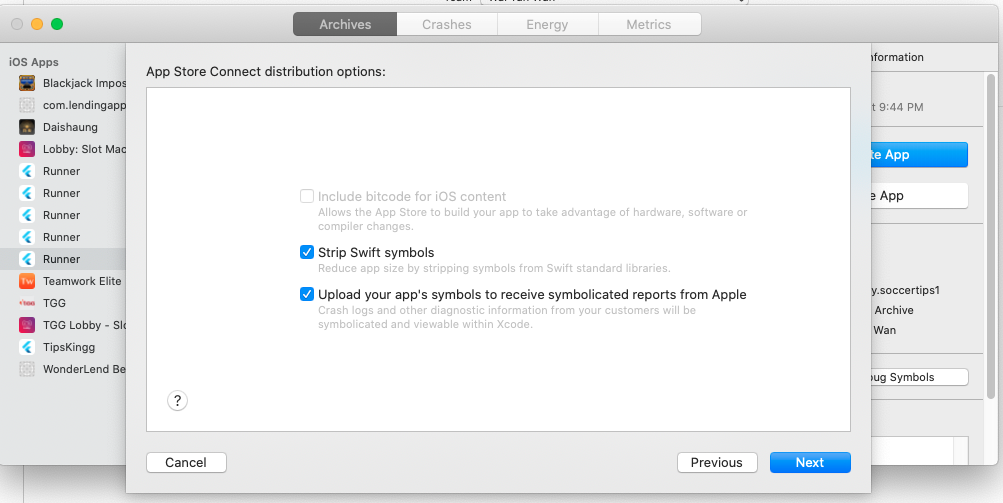 Archives
Crashes
Energy
Metrics
iOS Apps
Blackjack Impos
com.lendingapp
Daishaung
Lobby: Slot Mac
Runner
Runner
Runner
Runner
Runner
Teamwork Elite
TGG
TGG Lobby - Slo
TipsKingg
WonderLend Be
App Store Connect distribution options:
Include bitcode for iOS content
Allows the App Store to build your app to take advantage of hardware, software or
compiler changes.
Strip Swift symbols
Reduce app size by stripping symbols from Swift standard libraries.
Upload your app's symbols to receive symbolicated reports from Apple
Crash logs and other diagnostic information from your customers will be
symbolicated and viewable within Xcode.
?
Cancel
Previous
Next
formation
t 9:44 PM
te App
e App
y.soccertips1
Archive
Wan
bug Symbols